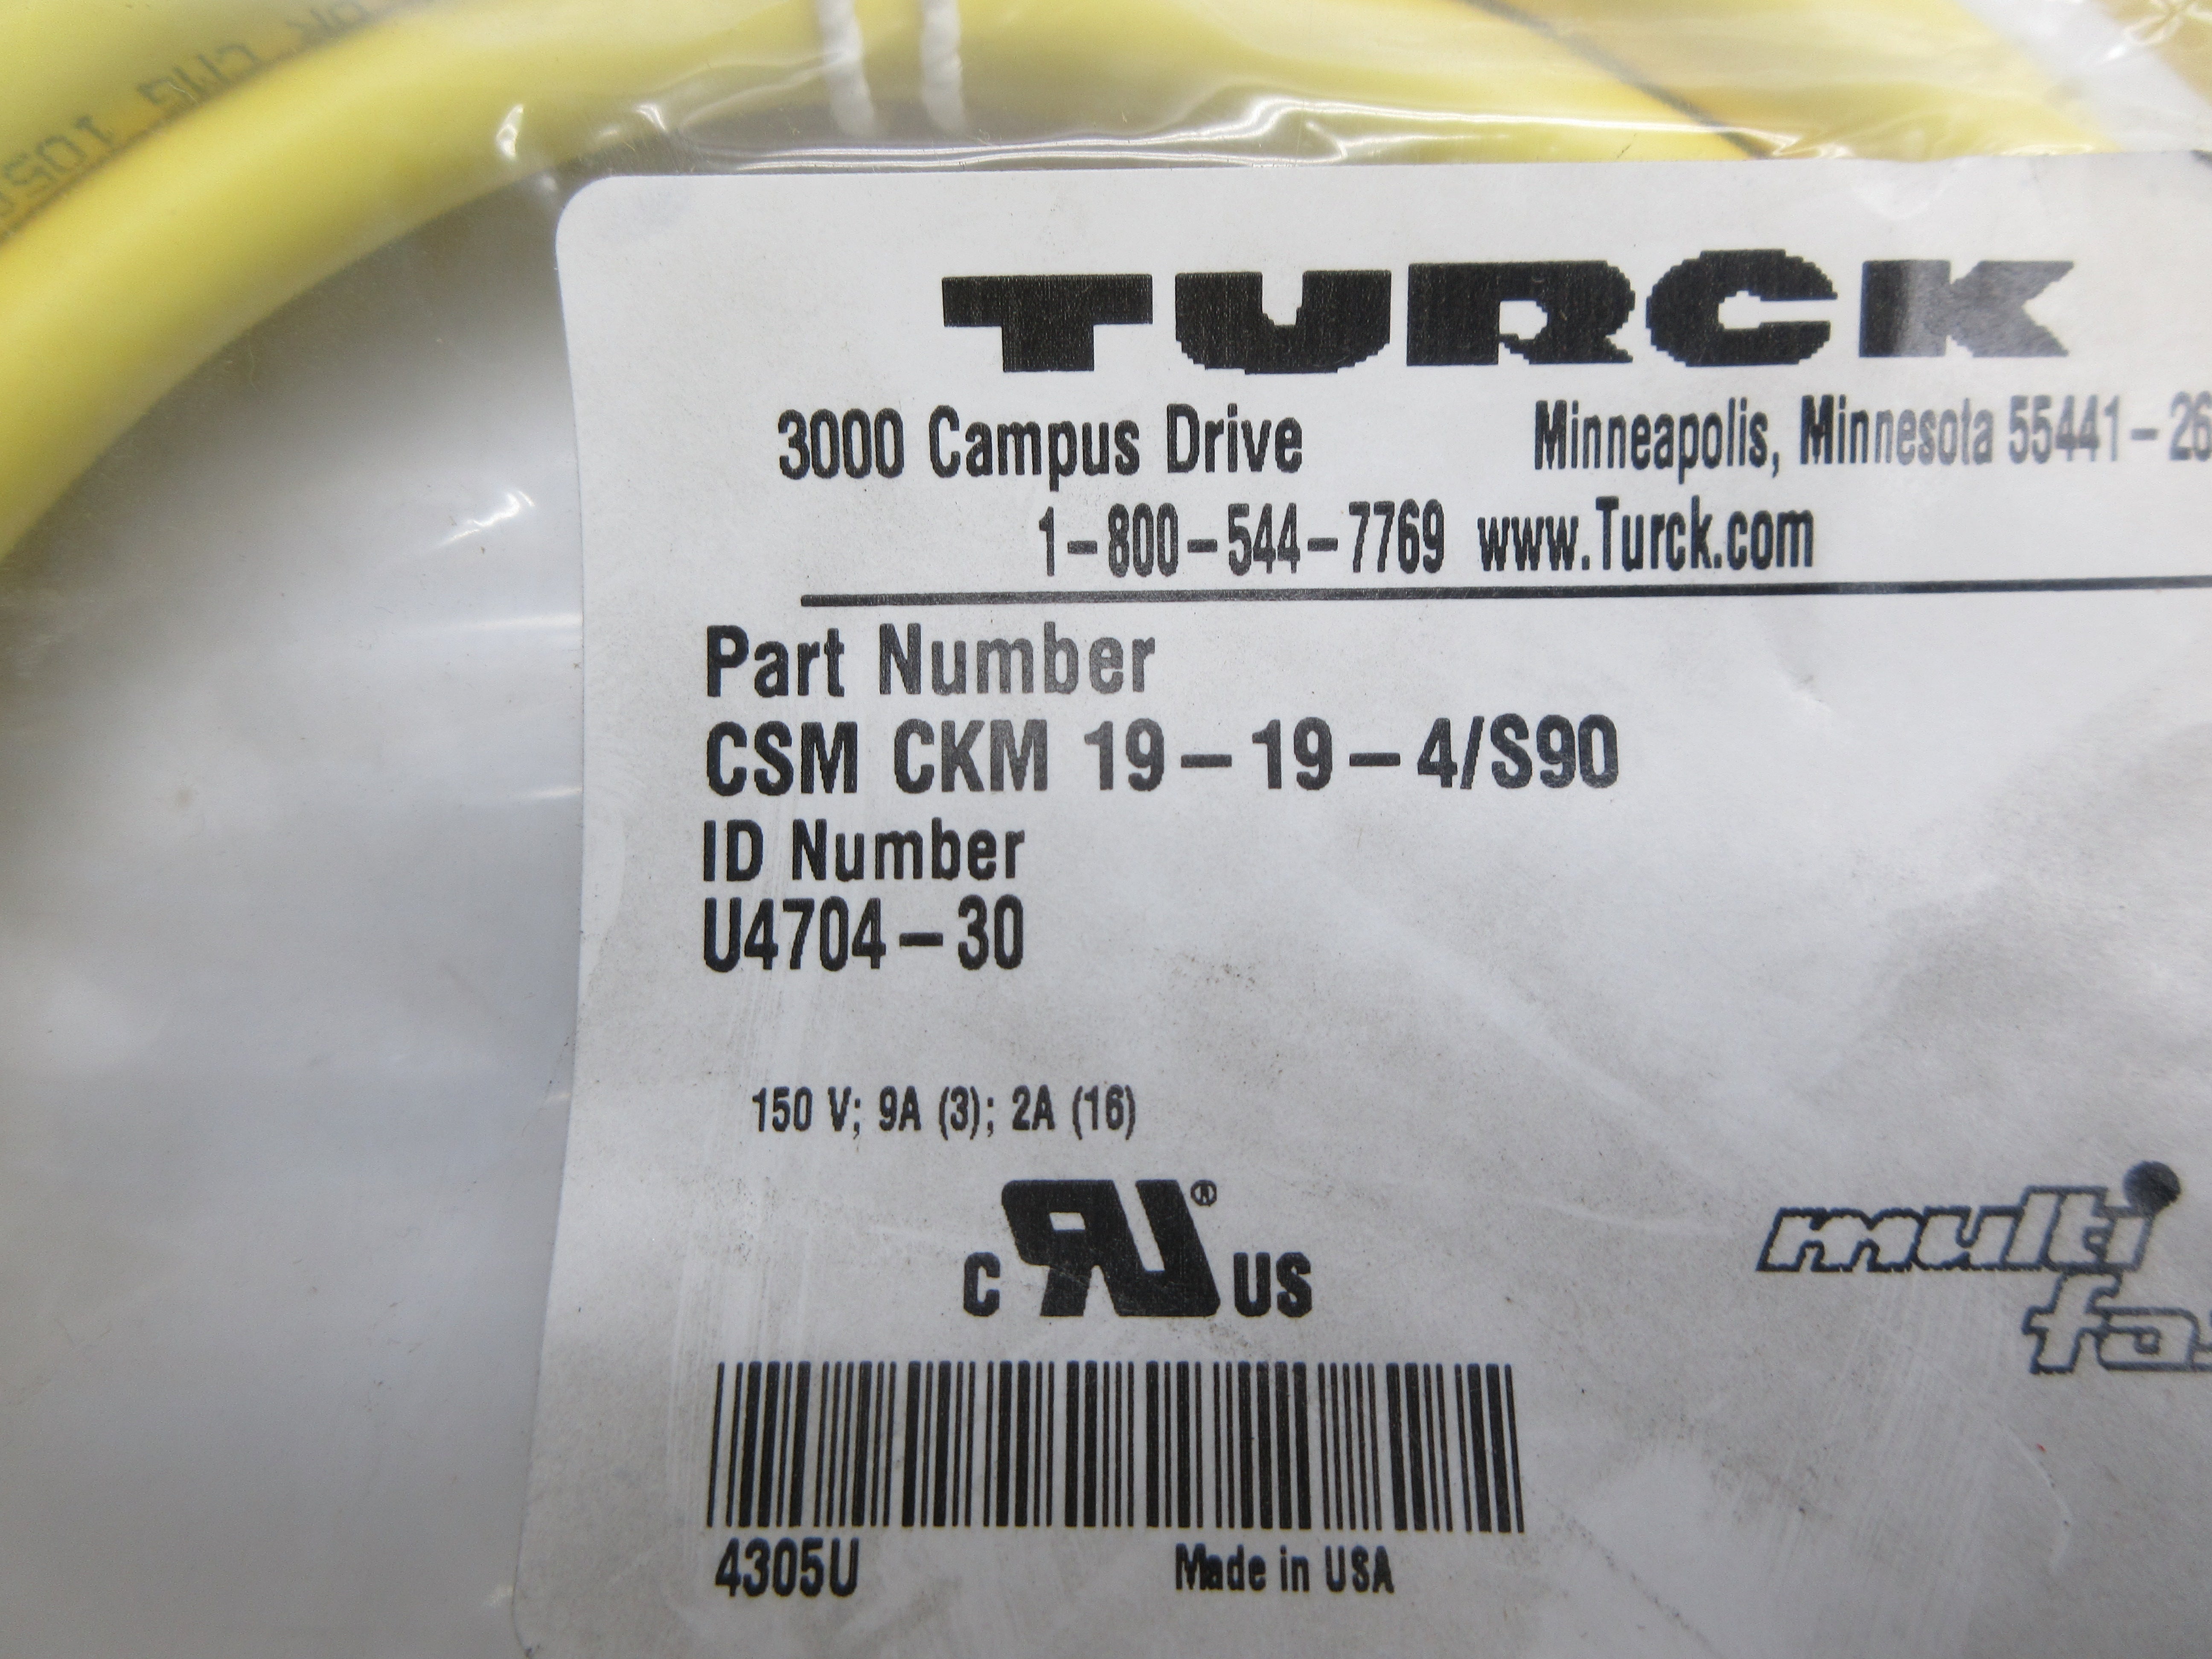 TURCK
3000 Campus Drive Minneapolis, Minnesota 55441-26
1-800-544-7769 www.Turck.com
Part Number
CSM CKM 19-19-4/S90
ID Number
U4704-30
150 V; 9A (3); 2A (16)
C RU® US
multi
fas
4305U Made in USA